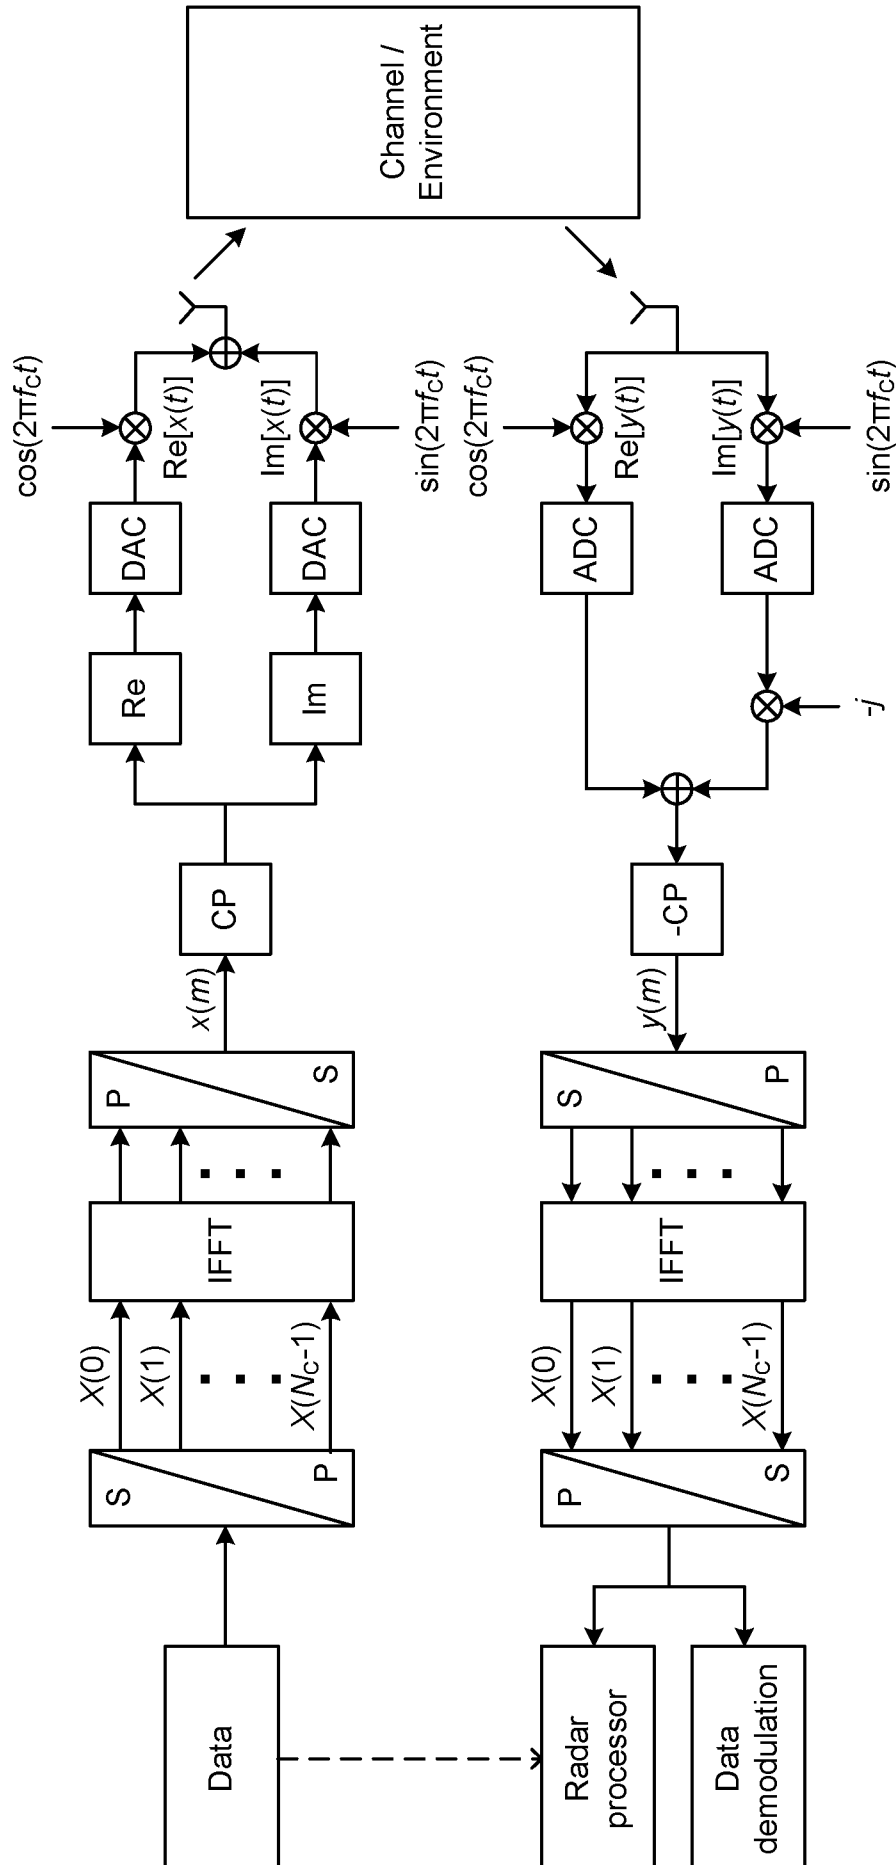 Data
S
P
X(0)
X(1)
X(NC-1)
IFFT
P
S
x(m)
CP
Re
Im
DAC
DAC
cos(2πfCt)
Re[x(t)]
Im[x(t)]
sin(2πfCt)
Channel /
Environment
Radar
processor
Data
demodulation
P
S
X(0)
X(1)
X(NC-1)
IFFT
S
P
y(m)
-CP
-j
ADC
ADC
cos(2πfCt)
Re[y(t)]
Im[y(t)]
sin(2πfCt)